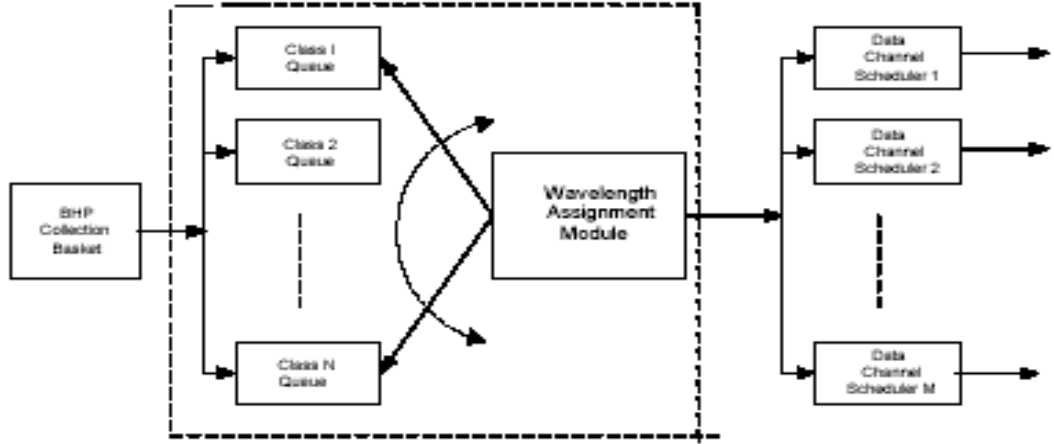 BHP
Collection
Basket
Class I
Queue
Class 2
Queue
Class N
Queue
Wavelength
Assignment
Module
Data
Channel
Scheduler 1
Data
Channel
Scheduler 2
Data
Channel
Scheduler M